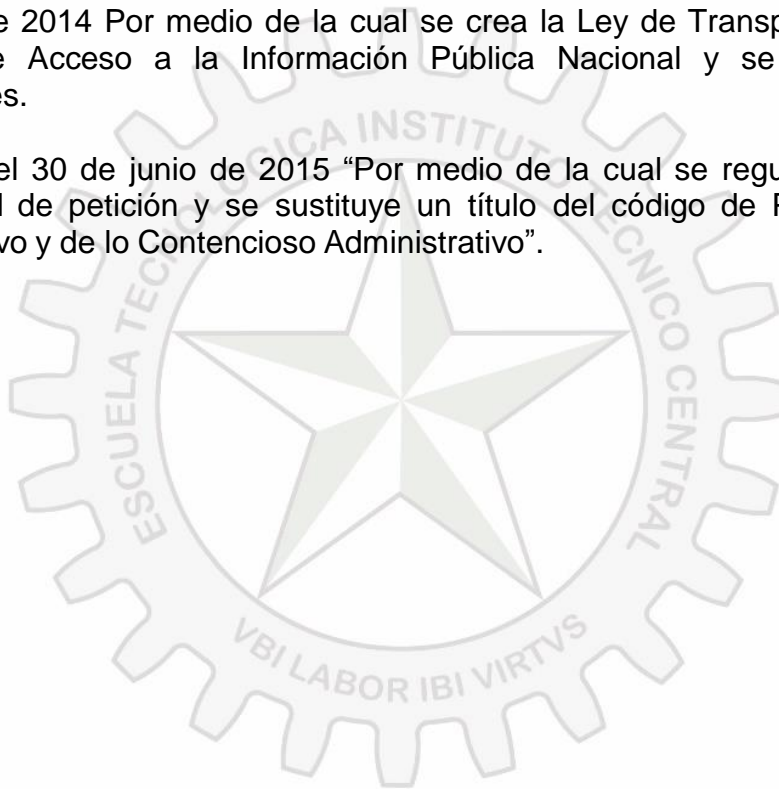 e 2014 Por medio de la cual se crea la Ley de Transp
e Acceso a la Información Pública Nacional y se
es.
el 30 de junio de 2015 “Por medio de la cual se regu
l de petición y se sustituye un título del código de P
vo y de lo Contencioso Administrativo”.
ESCUELA TECNOLOGICA INSTITUTO TECNICO CENTRAL
VBI LABOR IBI VIRTVS